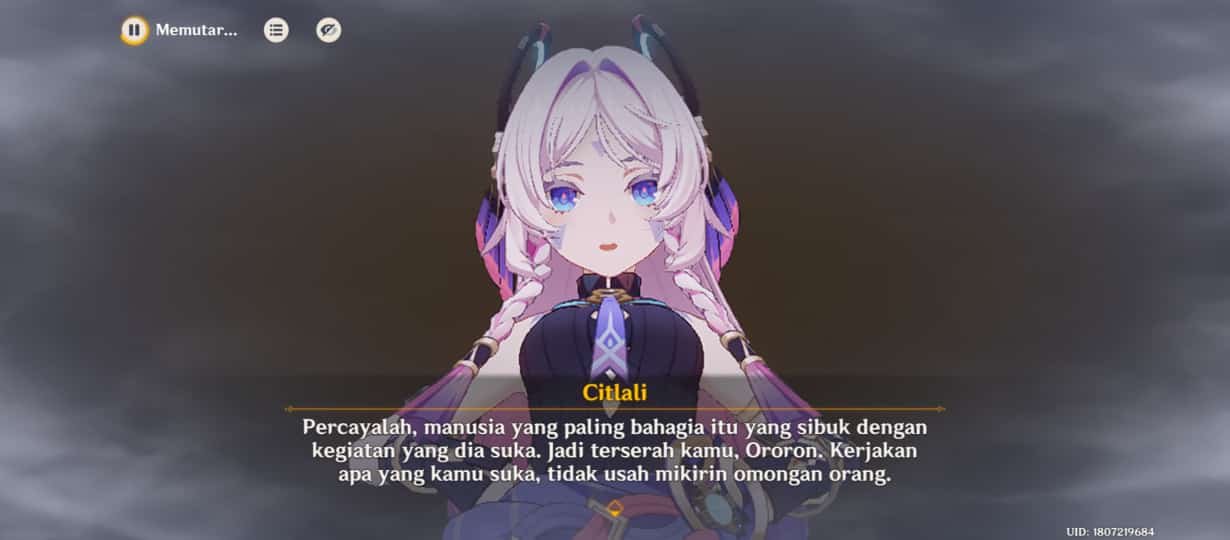 Memutar...
Citlali
Percayalah, manusia yang paling bahagia itu yang sibuk dengan
kegiatan yang dia suka. Jadi terserah kamu, Ororon. Kerjakan
apa yang kamu suka, tidak usah mikirin omongan orang.
UID: 1807219684